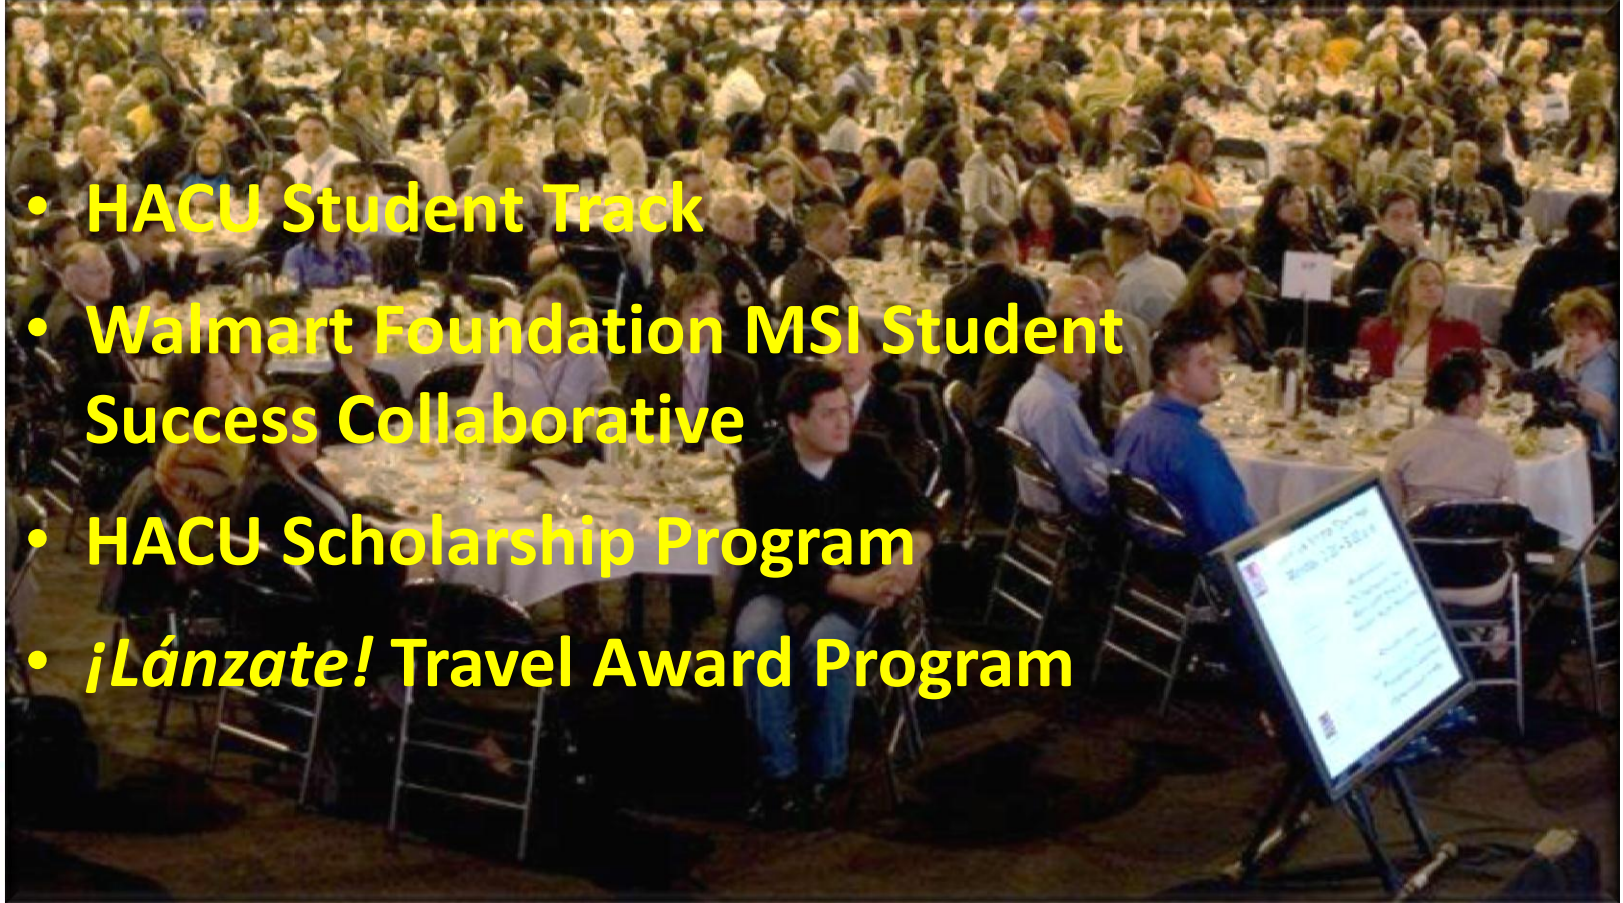 • HACU Student Track
• Walmart Foundation MSI Student
Success Collaborative
• HACU Scholarship Program
• ¡Lánzate! Travel Award Program